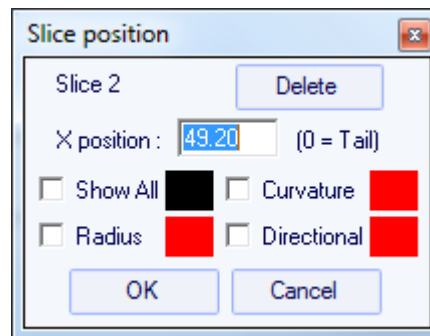 Slice position
Slice 2 Delete
X position : 49.20 (0 = Tail)
Show All Curvature
Radius Directional
OK Cancel